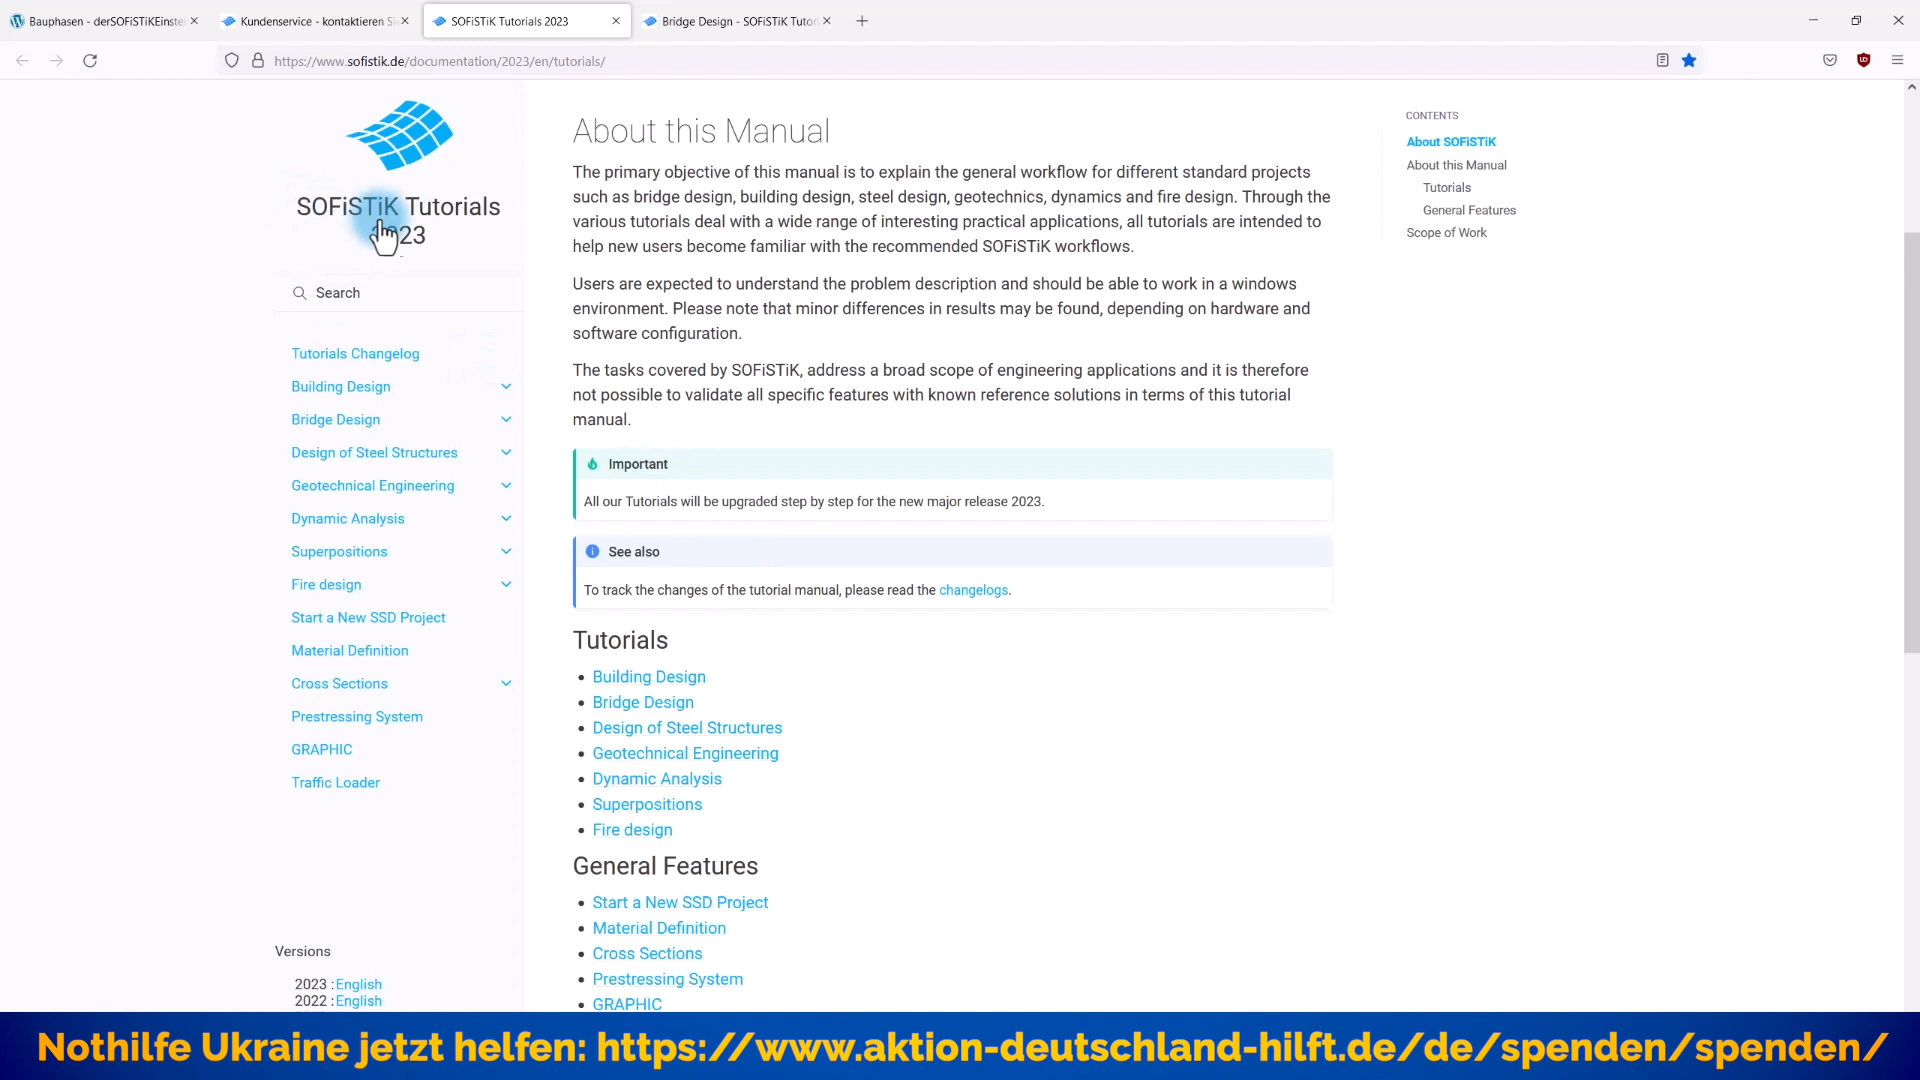 Bauphasen - derSOFiSTiKEinste
Kundenservice - kontaktieren Si
SOFiSTiK Tutorials 2023
Bridge Design - SOFiSTiK Tutor
https://www.sofistik.de/documentation/2023/en/tutorials/
SOFiSTiK Tutorials
23
Search
Tutorials Changelog
Building Design
Bridge Design
Design of Steel Structures
Geotechnical Engineering
Dynamic Analysis
Superpositions
Fire design
Start a New SSD Project
Material Definition
Cross Sections
Prestressing System
GRAPHIC
Traffic Loader
Versions
2023 : English
2022 : English
About this Manual
The primary objective of this manual is to explain the general workflow for different standard projects
such as bridge design, building design, steel design, geotechnics, dynamics and fire design. Through the
various tutorials deal with a wide range of interesting practical applications, all tutorials are intended to
help new users become familiar with the recommended SOFiSTiK workflows.
Users are expected to understand the problem description and should be able to work in a windows
environment. Please note that minor differences in results may be found, depending on hardware and
software configuration.
The tasks covered by SOFiSTiK, address a broad scope of engineering applications and it is therefore
not possible to validate all specific features with known reference solutions in terms of this tutorial
manual.
Important
All our Tutorials will be upgraded step by step for the new major release 2023.
See also
To track the changes of the tutorial manual, please read the changelogs.
Tutorials
Building Design
Bridge Design
Design of Steel Structures
Geotechnical Engineering
Dynamic Analysis
Superpositions
Fire design
General Features
Start a New SSD Project
Material Definition
Cross Sections
Prestressing System
GRAPHIC
CONTENTS
About SOFiSTiK
About this Manual
Tutorials
General Features
Scope of Work
Nothilfe Ukraine jetzt helfen: https://www.aktion-deutschland-hilft.de/de/spenden/spenden/